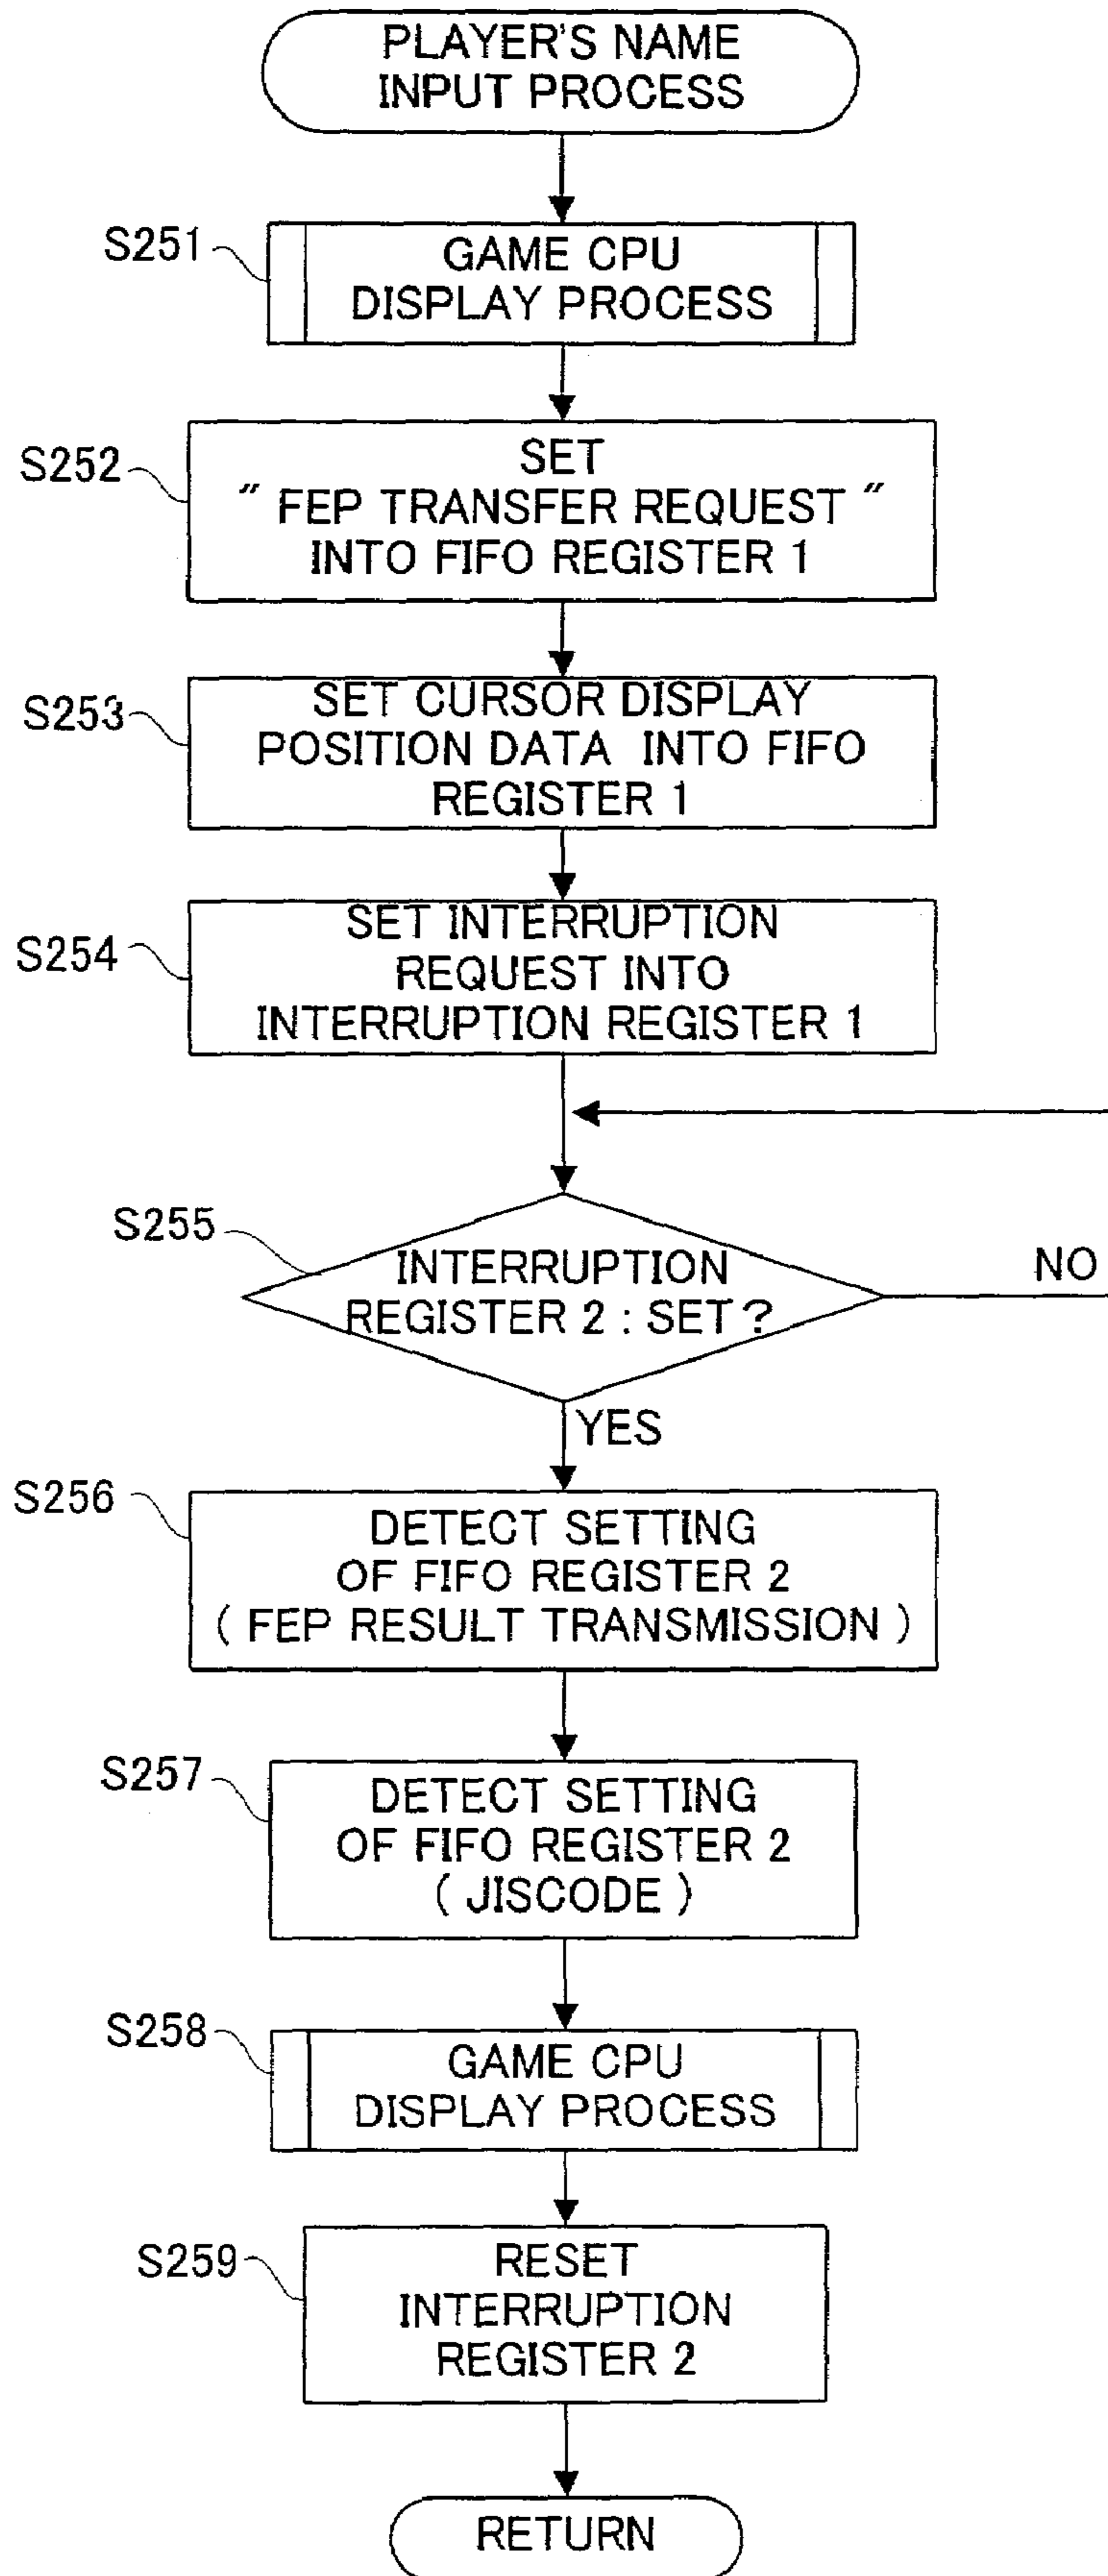 PLAYER'S NAME
INPUT PROCESS
S251
GAME CPU
DISPLAY PROCESS
S252
SET
" FEP TRANSFER REQUEST "
INTO FIFO REGISTER 1
S253
SET CURSOR DISPLAY
POSITION DATA INTO FIFO
REGISTER 1
S254
SET INTERRUPTION
REQUEST INTO
INTERRUPTION REGISTER 1
S255
INTERRUPTION
REGISTER 2 : SET ?
NO
YES
S256
DETECT SETTING
OF FIFO REGISTER 2
( FEP RESULT TRANSMISSION )
S257
DETECT SETTING
OF FIFO REGISTER 2
( JISCODE )
S258
GAME CPU
DISPLAY PROCESS
S259
RESET
INTERRUPTION
REGISTER 2
RETURN